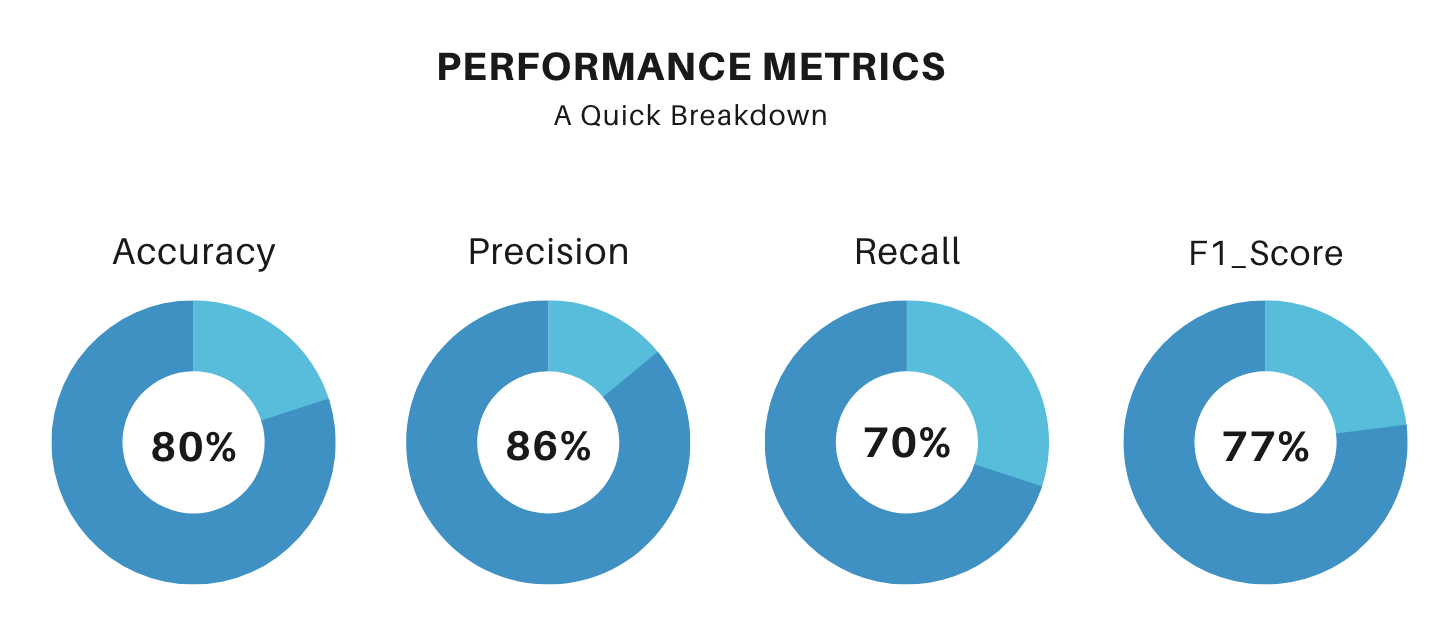 PERFORMANCE METRICS
A Quick Breakdown
Accuracy
Precision
Recall
F1_Score
80%
86%
70%
77%